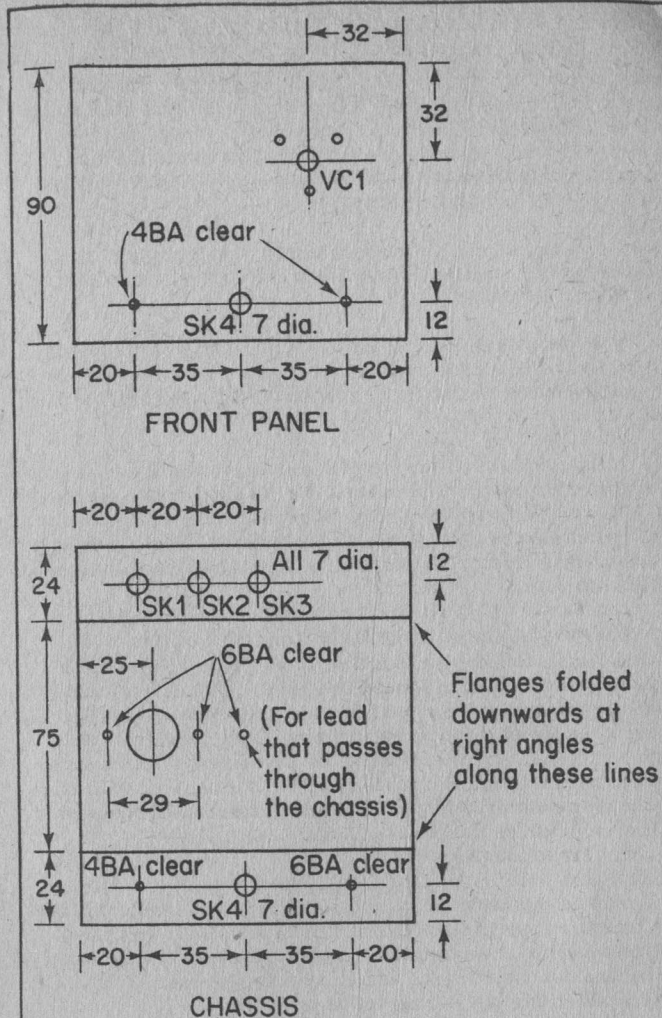 32
32
VC1
90
4BA clear
SK4 7 dia.
12
20 35 35 20
FRONT PANEL
20 20 20
24
All 7 dia.
12
SK1 SK2 SK3
25
6BA clear
75
(For lead
that passes
through
the chassis)
29
Flanges folded
downwards at
right angles
along these lines
24
4BA clear 6BA clear
SK4 7 dia.
12
20 35 35 20
CHASSIS